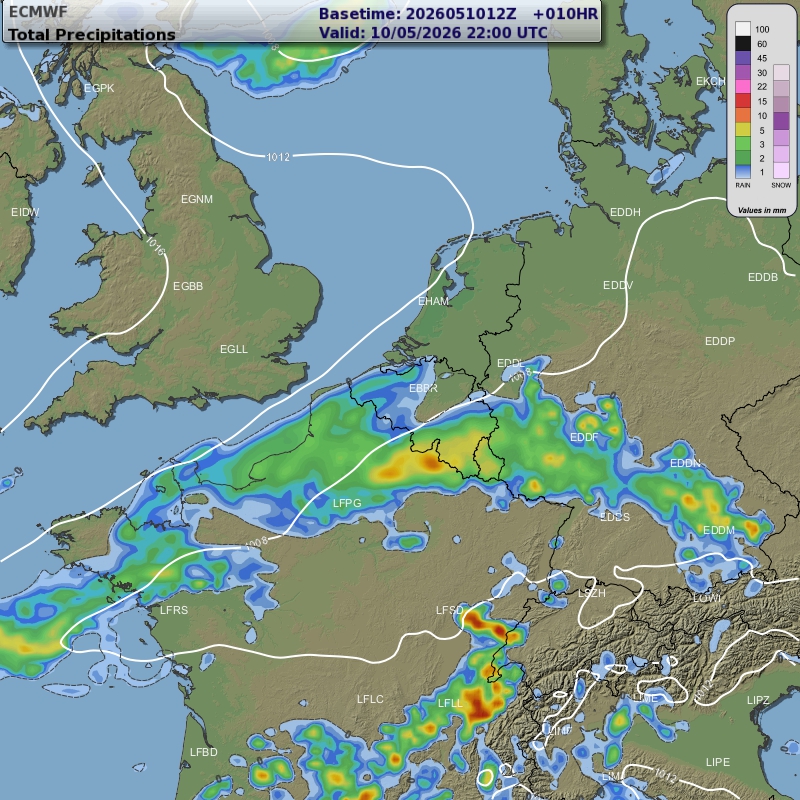 ECMWF
Total Precipitations
Basetime: 2026051012Z +010HR
Valid: 10/05/2026 22:00 UTC
100
60
45
30
22
15
10
5
3
2
1
RAIN SNOW
Values in mm
EGPK
EKCH
1012
EGNM
EIDW
EDDH
1016
EDDB
EGBB
EDDV
EHAM
EDDP
EGLL
EDDL
1008
EBBR
EDDF
EDDN
LFPG
EDDS
EDDM
1008
LSZH
LFRS
LFSD
LFLC
LFLL
LIPZ
1012
LFBD
LIPE
1012